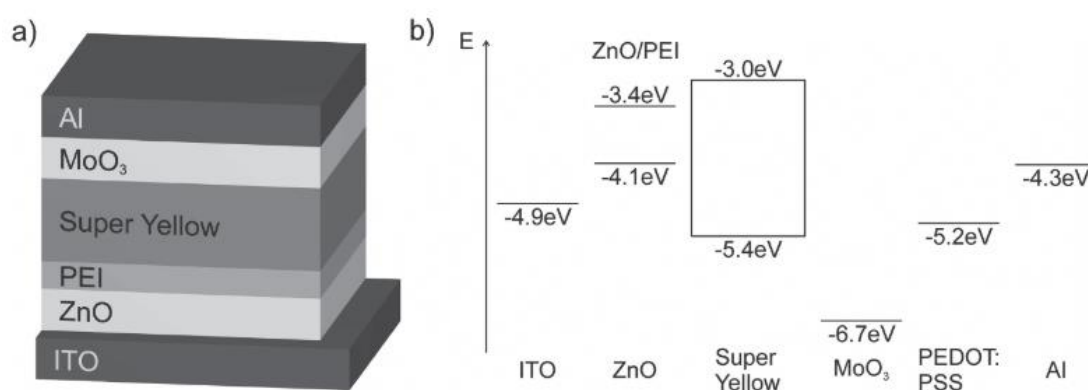 a)
Al
MoO₃
Super Yellow
PEI
ZnO
ITO
b)
E
ZnO/PEI
-3.0eV
-3.4eV
-4.1eV
-4.3eV
-4.9eV
-5.2eV
-5.4eV
-6.7eV
ITO
ZnO
Super
Yellow
MoO₃
PEDOT:
PSS
Al